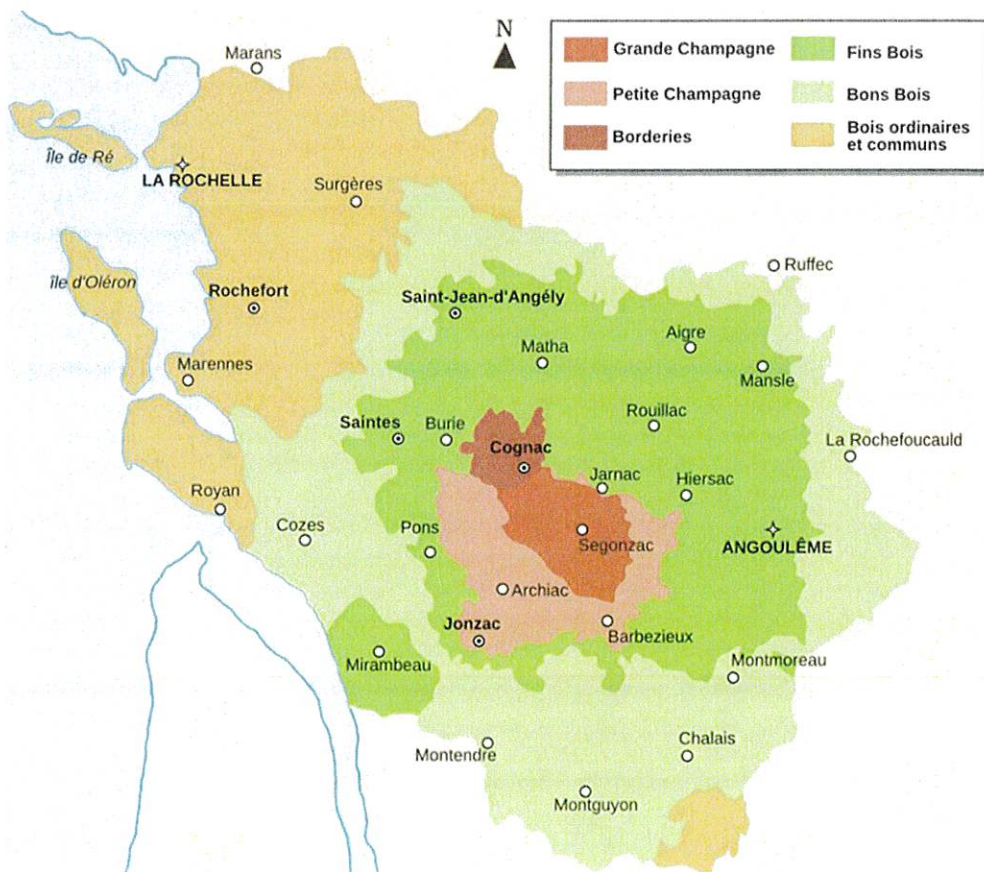 N
Grande Champagne
Petite Champagne
Borderies
Fins Bois
Bons Bois
Bois ordinaires
et communs
Marans
Île de Ré
LA ROCHELLE
Surgères
île d'Oléron
Rochefort
Ruffec
Saint-Jean-d'Angély
Aigre
Matha
Marennes
Mansle
Saintes
Burie
Rouillac
La Rochefoucauld
Cognac
Jarnac
Hiersac
Royan
Cozes
Pons
Segonzac
ANGOULÊME
Archiac
Jonzac
Barbezieux
Mirambeau
Montmoreau
Montendre
Chalais
Montguyon